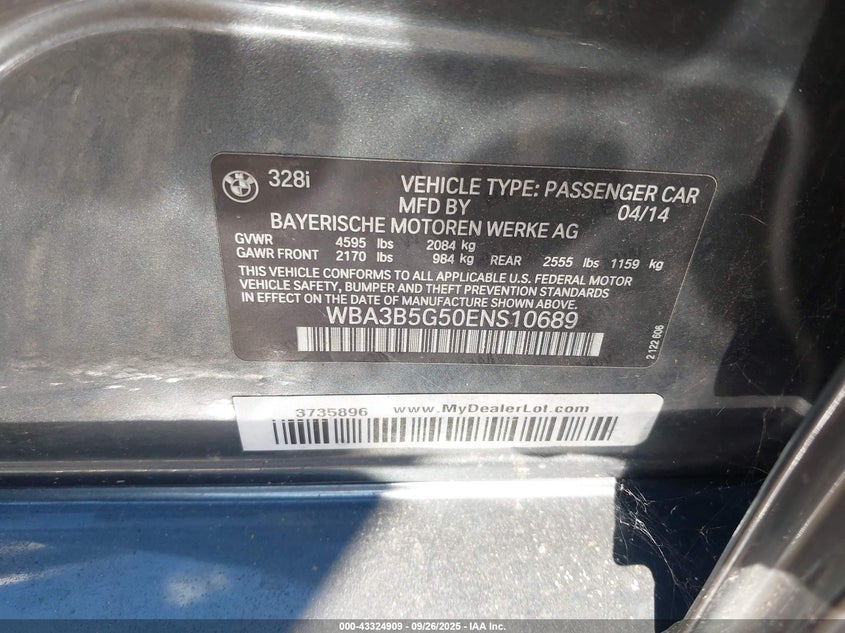 328i
VEHICLE TYPE: PASSENGER CAR
MFD BY 04/14
BAYERISCHE MOTOREN WERKE AG
GVWR 4595 lbs 2084 kg
GAWR FRONT 2170 lbs 984 kg REAR 2555 lbs 1159 kg
THIS VEHICLE CONFORMS TO ALL APPLICABLE U.S. FEDERAL MOTOR
VEHICLE SAFETY, BUMPER AND THEFT PREVENTION STANDARDS
IN EFFECT ON THE DATE OF MANUFACTURE SHOWN ABOVE.
WBA3B5G50ENS10689
2 122 606
3735896 www.MyDealerLot.com
000-43324909 - 09/26/2025 - IAA Inc.